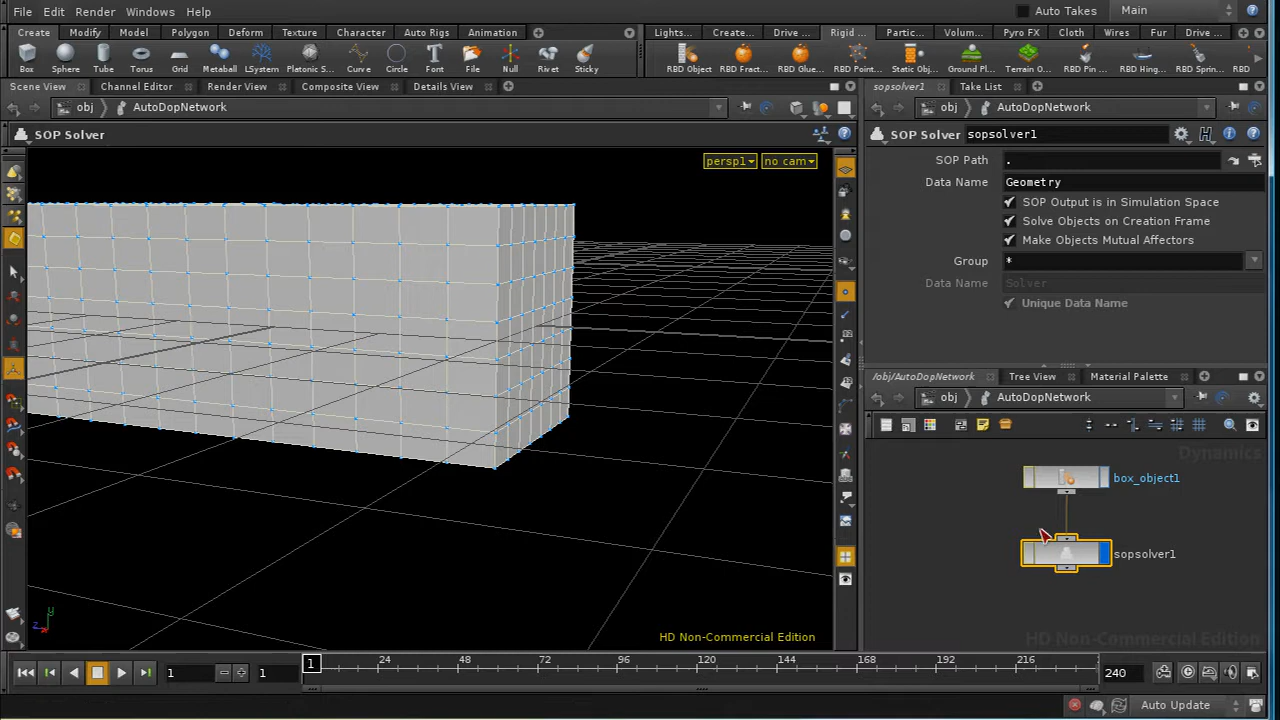 File Edit Render Windows Help Auto Takes Main
Create Modify Model Polygon Deform Texture Character Auto Rigs Animation Lights... Create... Drive ... Rigid ... Partic... Volum... Pyro FX Cloth Wires Fur Drive ...
Box Sphere Tube Torus Grid Metaball LSystem Platonic S... Curve Circle Font File Null Rivet Sticky RBD Object RBD Fract... RBD Glue... RBD Point... Static Obj... Ground Pl... Terrain O... RBD Pin ... RBD Hing... RBD Sprin... RBD
Scene View Channel Editor Render View Composite View Details View sopsolver1 Take List
obj AutoDopNetwork obj AutoDopNetwork
SOP Solver SOP Solver sopsolver1
persp1 no cam
SOP Path .
Data Name Geometry
SOP Output is in Simulation Space
Solve Objects on Creation Frame
Make Objects Mutual Affectors
Group *
Data Name Solver
Unique Data Name
/obj/AutoDopNetwork Tree View Material Palette
obj AutoDopNetwork
Dynamics
box_object1
sopsolver1
y
z
HD Non-Commercial Edition HD Non-Commercial Edition
1 1 1 24 48 72 96 120 144 168 192 216 240
Auto Update